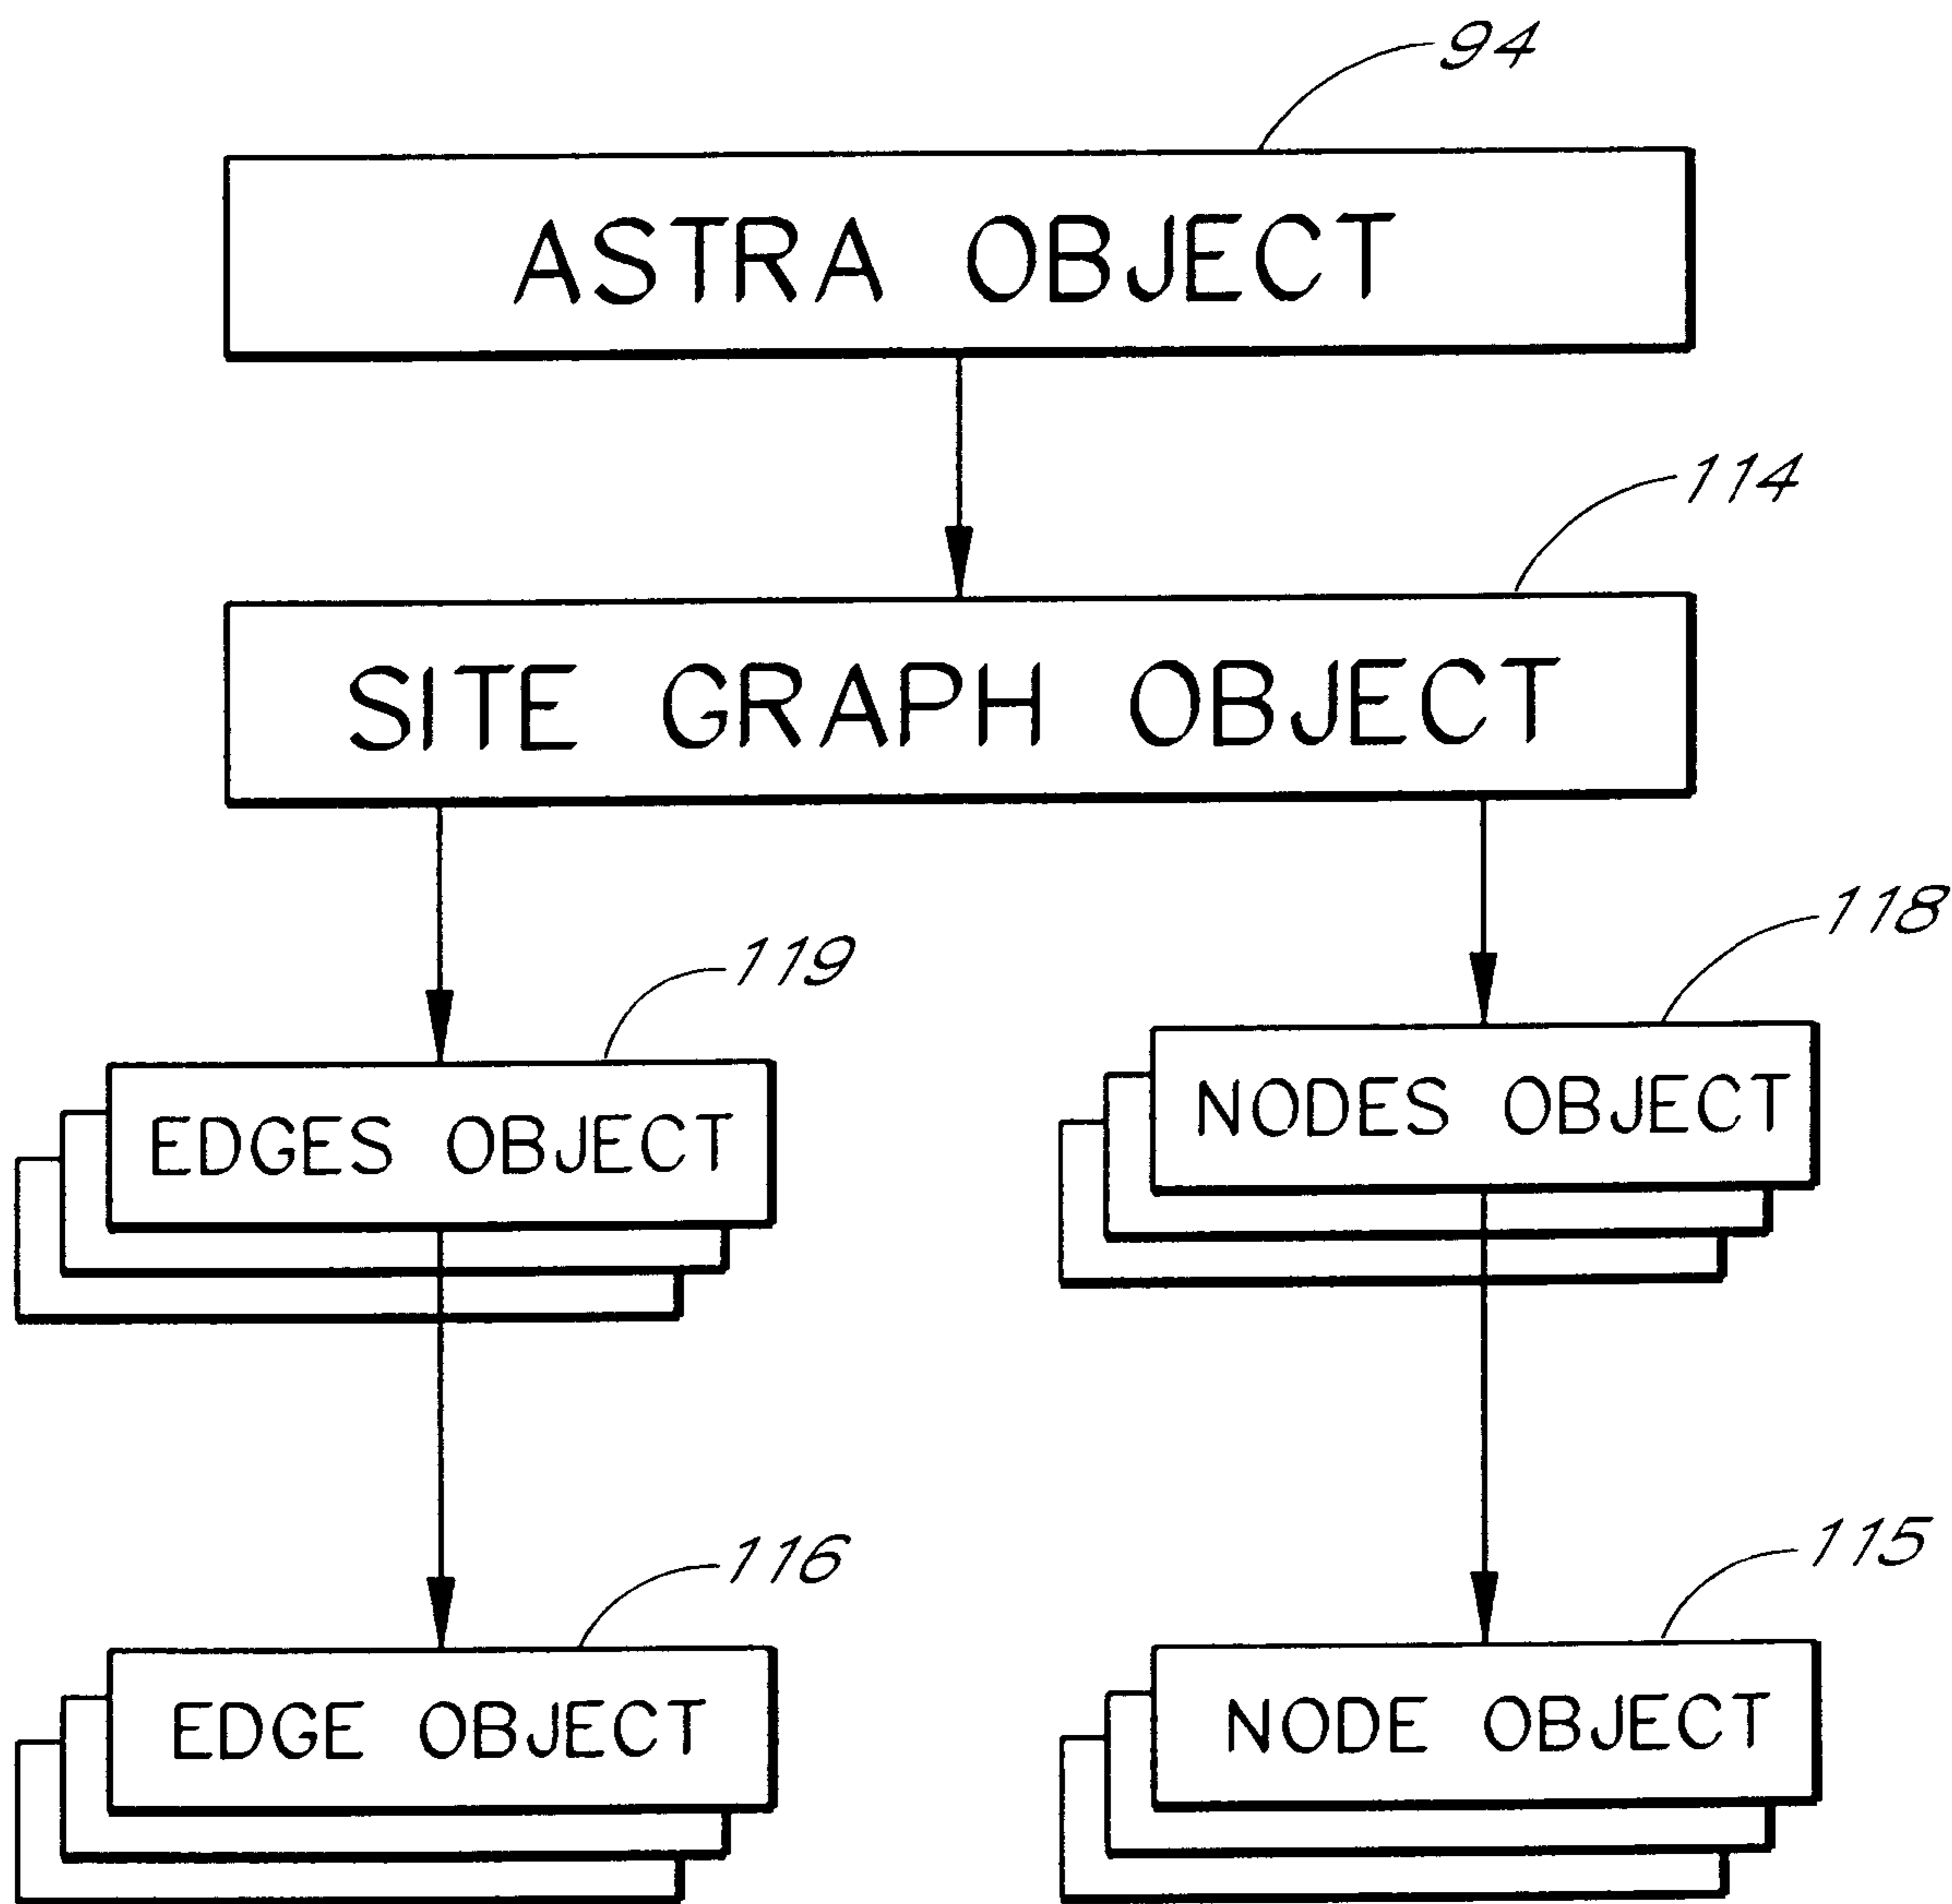 94
ASTRA OBJECT
114
SITE GRAPH OBJECT
118
119
NODES OBJECT
EDGES OBJECT
116
115
EDGE OBJECT
NODE OBJECT